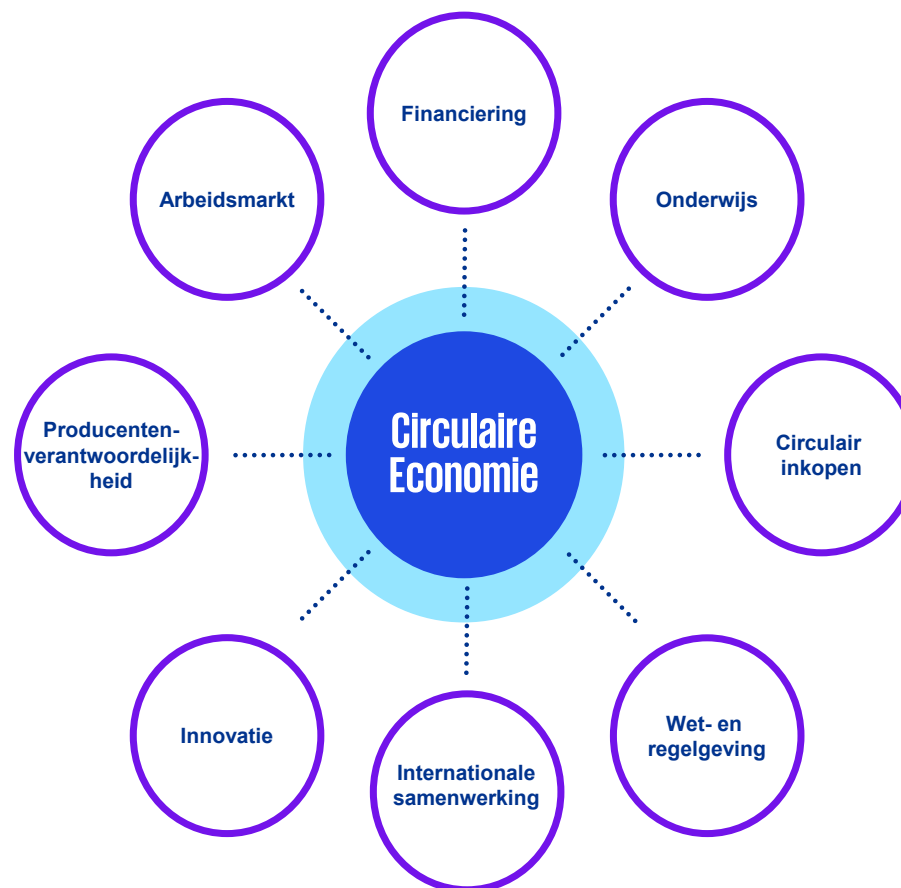 Financiering
Arbeidsmarkt
Onderwijs
Circulaire
Economie
Producenten-
verantwoordelijk-
heid
Circulair
inkopen
Innovatie
Wet- en
regelgeving
Internationale
samenwerking